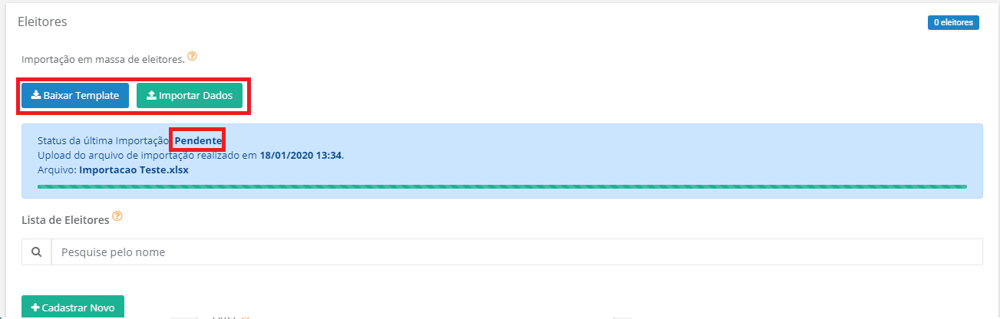 Eleitores
0 eleitores
Importação em massa de eleitores.
Baixar Template
Importar Dados
Status da última Importação: Pendente
Upload do arquivo de importação realizado em 18/01/2020 13:34.
Arquivo: Importacao Teste.xlsx
Lista de Eleitores
Pesquise pelo nome
Cadastrar Novo